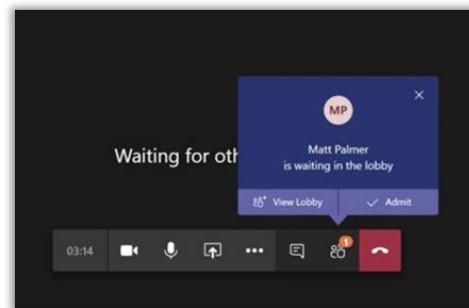 MP
Matt Palmer
is waiting in the lobby
Waiting for oth
View Lobby
Admit
03:14
1